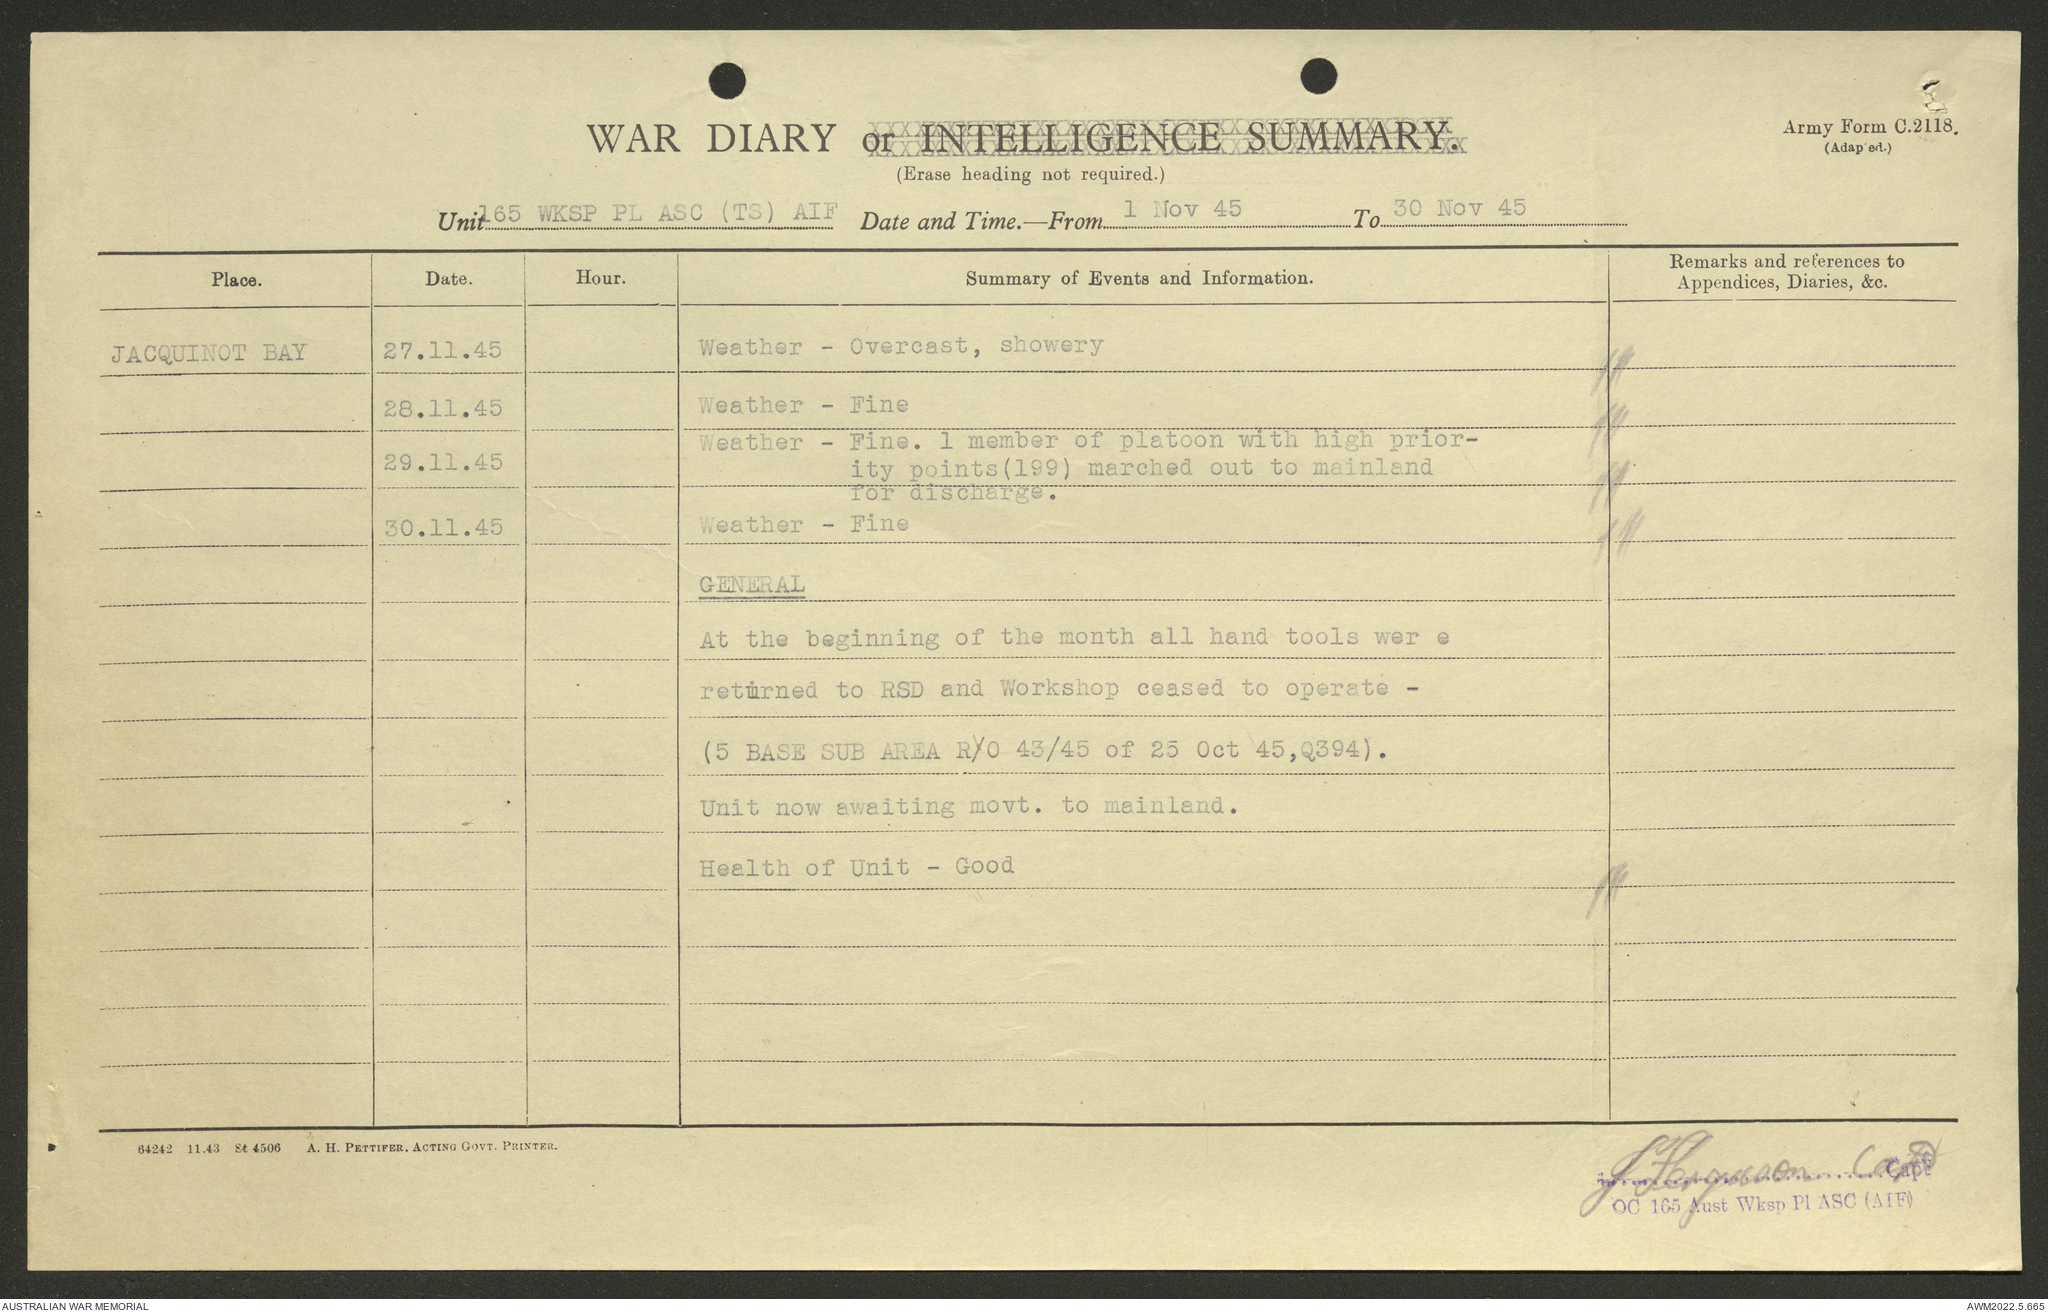 WAR DIARY or INTELLIGENCE SUMMARY.
(Erase heading not required.)
Army Form C.2118.
(Adap'ed.)
Unit 165 WKSP PL ASC (TS) AIF Date and Time.—From 1 Nov 45 To 30 Nov 45
Place. Date. Hour. Summary of Events and Information. Remarks and references to
Appendices, Diaries, &c.
JACQUINOT BAY 27.11.45 Weather - Overcast, showery
28.11.45 Weather - Fine
29.11.45 Weather - Fine. 1 member of platoon with high prior-
ity points(199) marched out to mainland
for discharge.
30.11.45 Weather - Fine
GENERAL
At the beginning of the month all hand tools wer e
returned to RSD and Workshop ceased to operate -
(5 BASE SUB AREA R/O 43/45 of 25 Oct 45,Q394).
Unit now awaiting movt. to mainland.
Health of Unit - Good
64242 11.43 St 4506 A. H. PETTIFER, ACTING GOVT. PRINTER.
Ferguson Capt
Capt
OC 165 Aust Wksp Pl ASC (AIF)
AUSTRALIAN WAR MEMORIAL
AWM2022.5.665